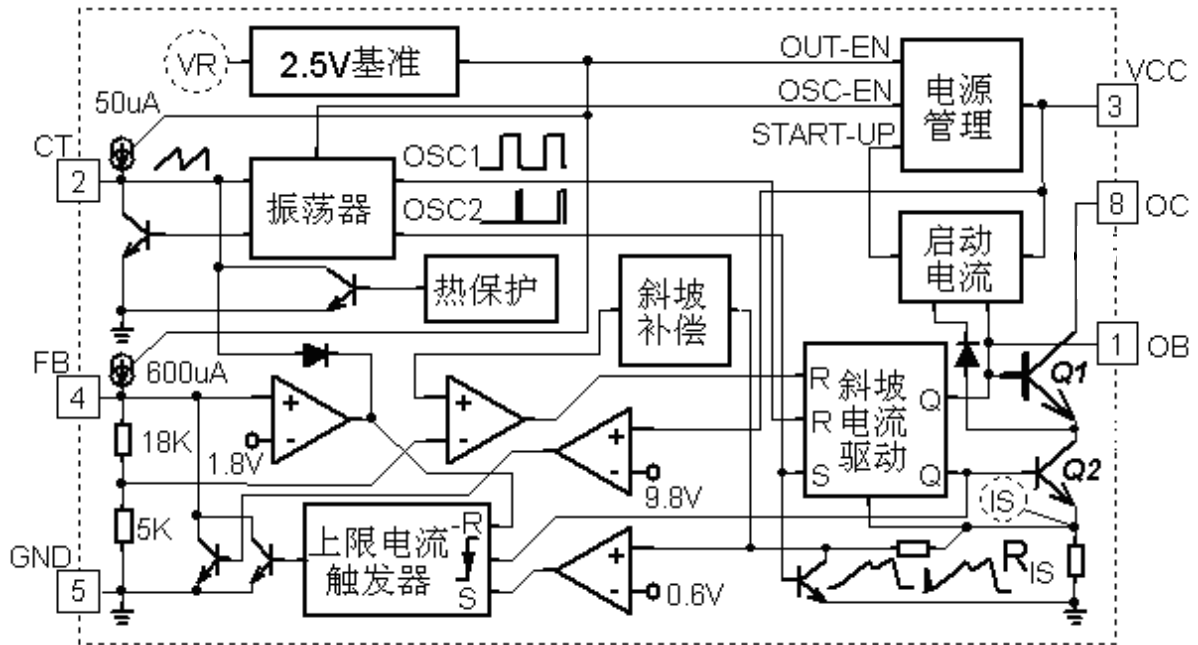 VR
2.5V基准
OUT-EN
OSC-EN
START-UP
电源
管理
VCC
3
50uA
CT
2
振荡器
OSC1
OSC2
8
OC
启动
电流
热保护
斜坡
补偿
1
OB
FB
4
600uA
+
-
1.8V
+
-
+
-
9.8V
R
R
S
斜坡
电流
驱动
Q
Q
Q1
Q2
IS
18K
5K
GND
5
上限电流
触发器
-R
S
+
-
0.6V
RIS